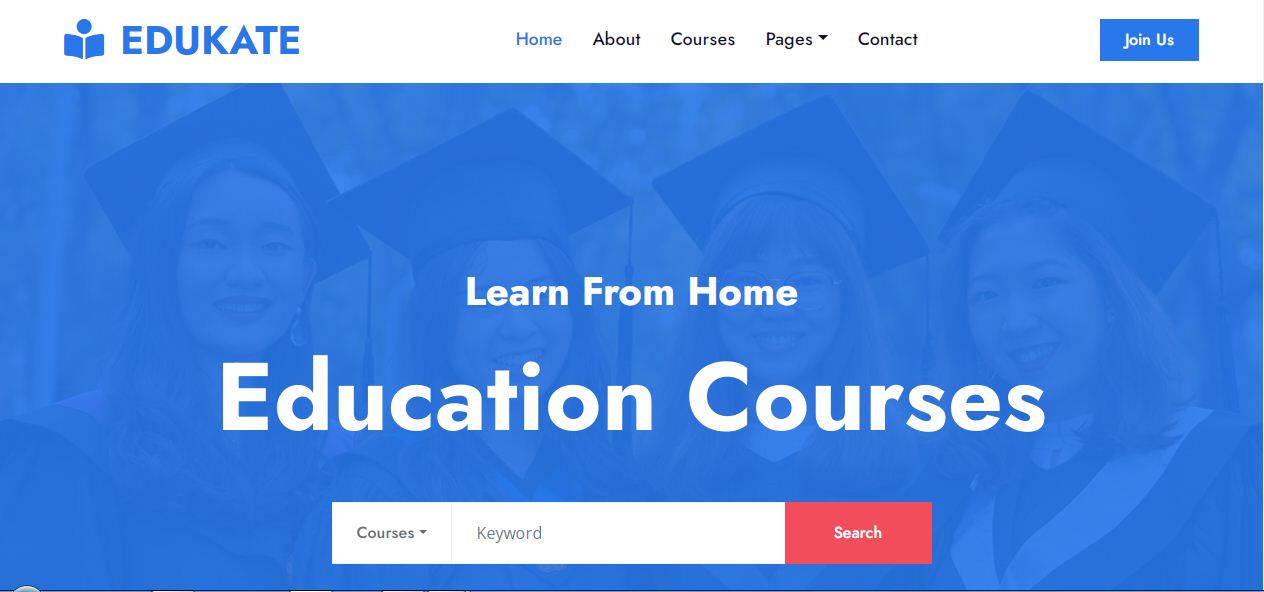 EDUKATE
Home About Courses Pages Contact
Join Us
Learn From Home
Education Courses
Courses Keyword Search